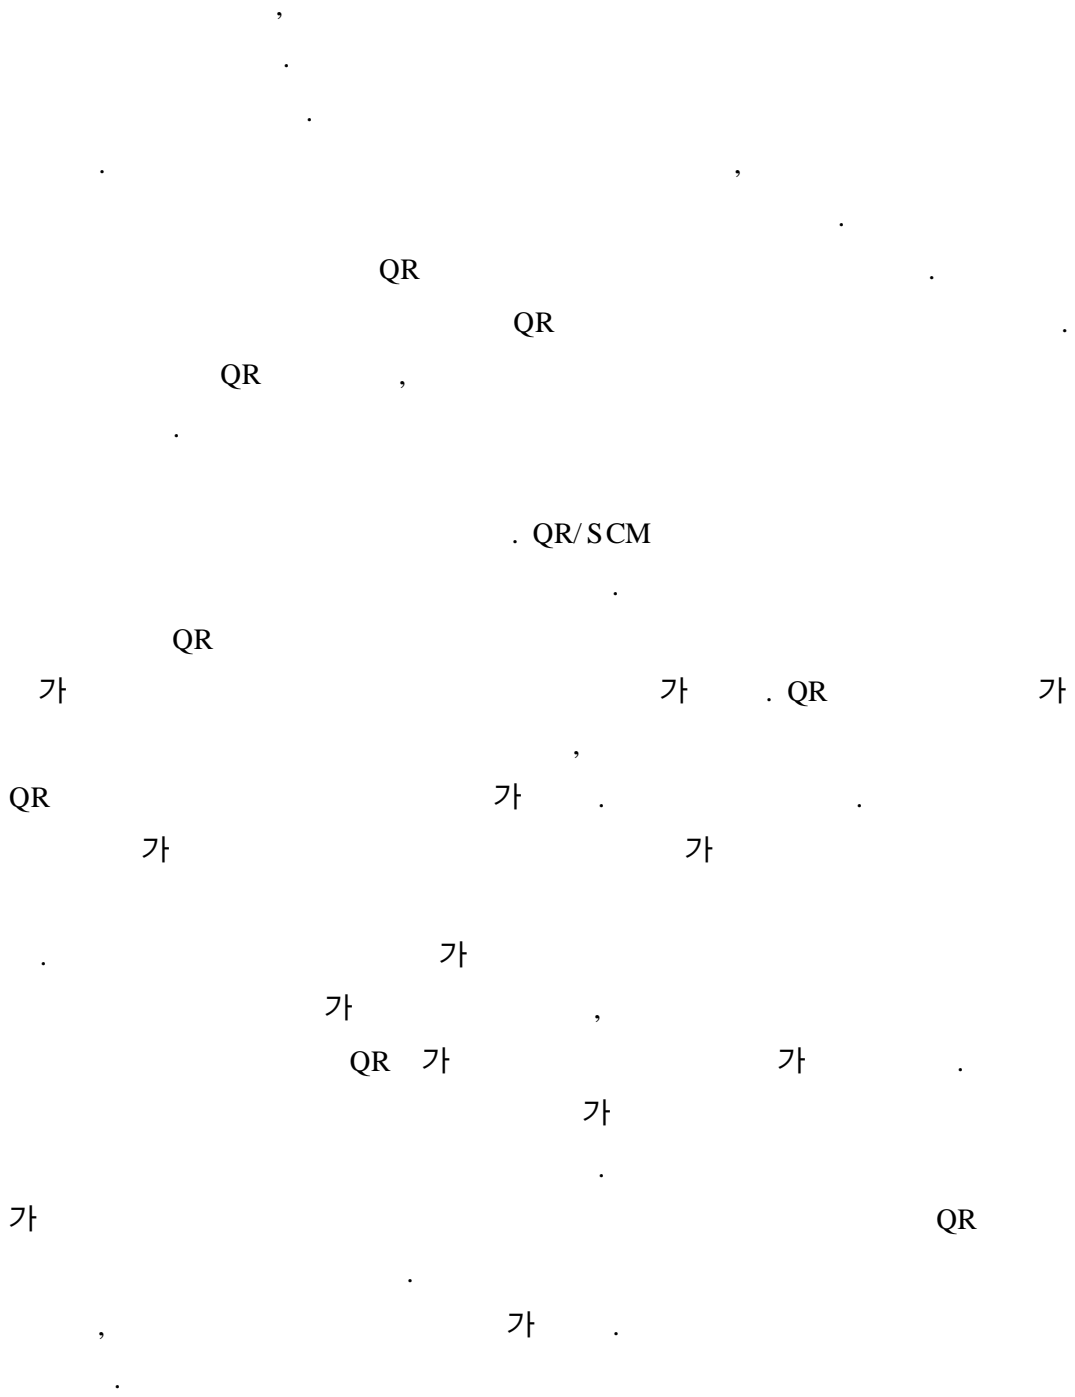 ,
.
.
. ,
.
QR .
QR .
QR ,
.
. QR/ SCM
.
QR
가 가 . QR 가
,
QR 가 . .
가 가
. 가
가 ,
QR 가 가 .
가
.
가 QR
.
, 가 .
.